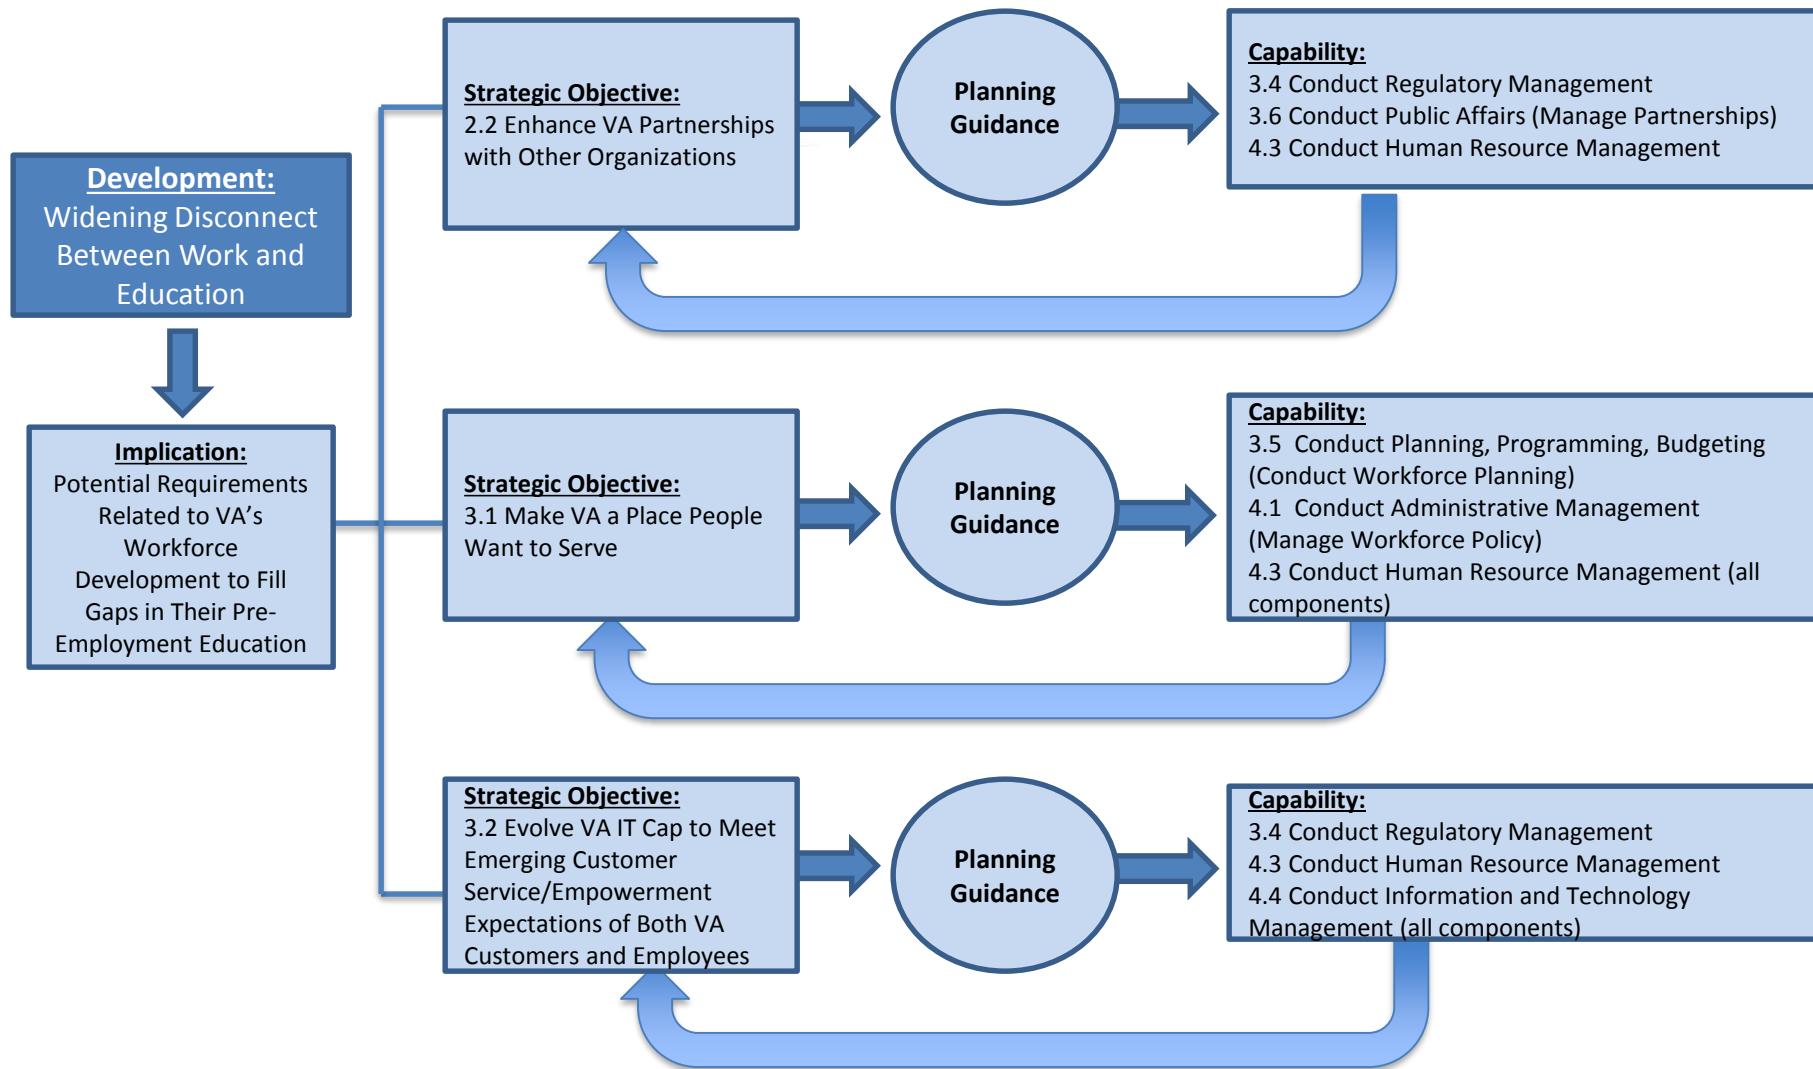 Development:
Widening Disconnect
Between Work and
Education
Implication:
Potential Requirements
Related to VA's
Workforce
Development to Fill
Gaps in Their Pre-
Employment Education
Strategic Objective:
2.2 Enhance VA Partnerships
with Other Organizations
Planning
Guidance
Capability:
3.4 Conduct Regulatory Management
3.6 Conduct Public Affairs (Manage Partnerships)
4.3 Conduct Human Resource Management
Strategic Objective:
3.1 Make VA a Place People
Want to Serve
Planning
Guidance
Capability:
3.5  Conduct Planning, Programming, Budgeting
(Conduct Workforce Planning)
4.1  Conduct Administrative Management
(Manage Workforce Policy)
4.3 Conduct Human Resource Management (all
components)
Strategic Objective:
3.2 Evolve VA IT Cap to Meet
Emerging Customer
Service/Empowerment
Expectations of Both VA
Customers and Employees
Planning
Guidance
Capability:
3.4 Conduct Regulatory Management
4.3 Conduct Human Resource Management
4.4 Conduct Information and Technology
Management (all components)